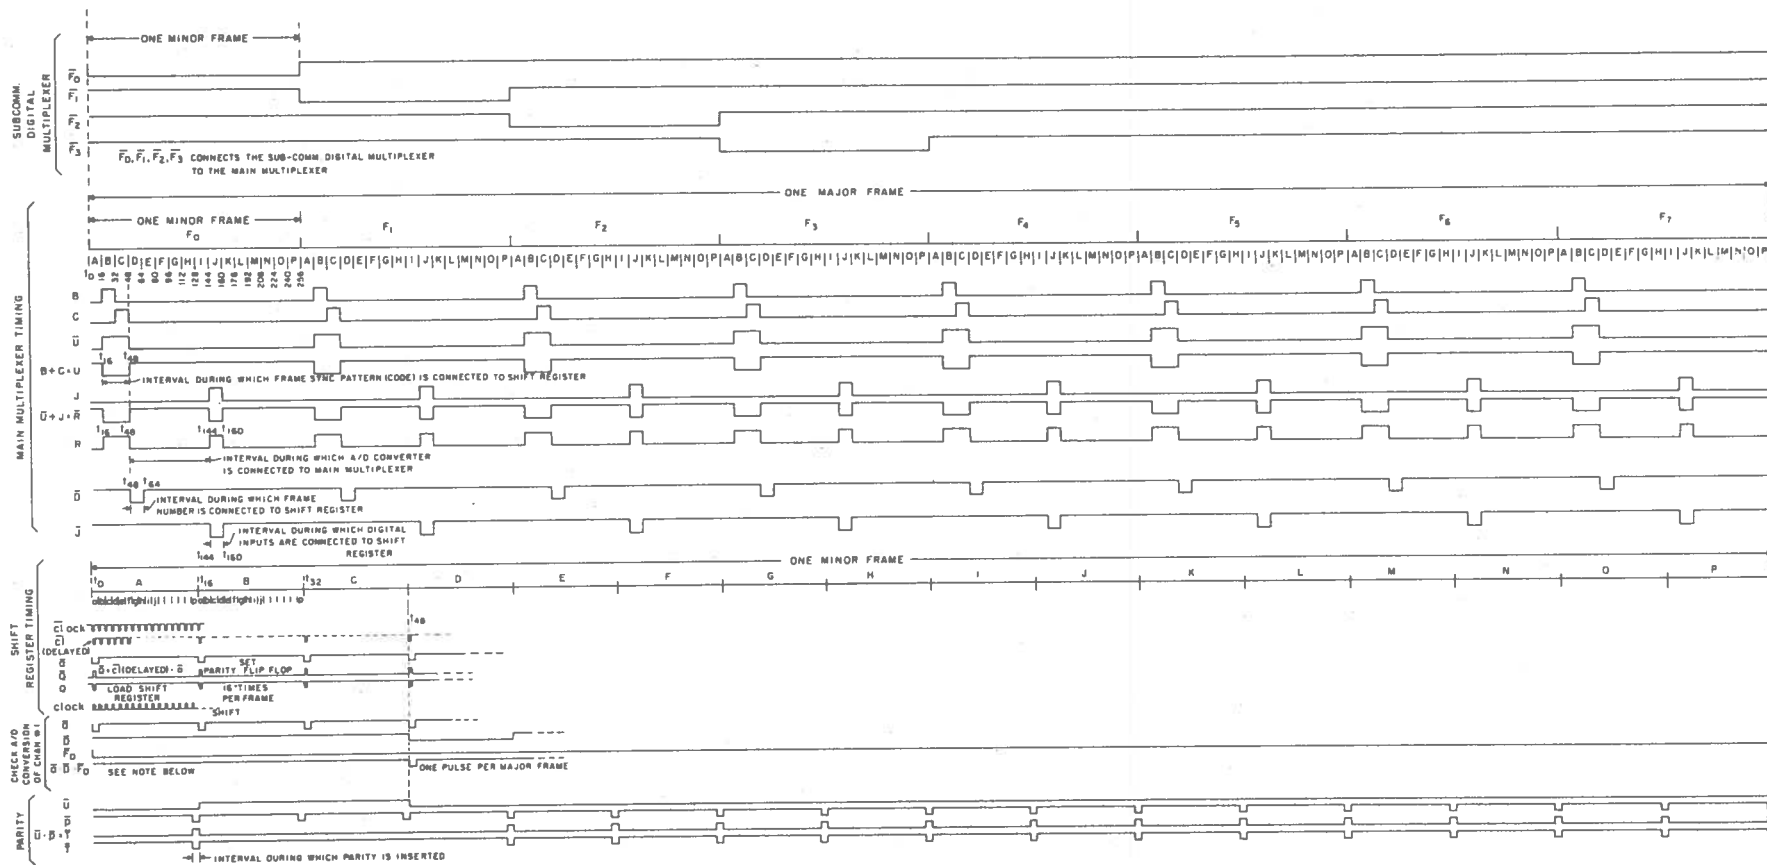 ONE MINOR FRAME
SUBCOMM. DIGITAL MULTIPLEXER
F̅0
F̅1
F̅2
F̅3
F̅0, F̅1, F̅2, F̅3 CONNECTS THE SUB-COMM. DIGITAL MULTIPLEXER
TO THE MAIN MULTIPLEXER
ONE MAJOR FRAME
ONE MINOR FRAME
F0 F1 F2 F3 F4 F5 F6 F7
A B C D E F G H I J K L M N O P A B C D E F G H I J K L M N O P A B C D E F G H I J K L M N O P A B C D E F G H I J K L M N O P A B C D E F G H I J K L M N O P A B C D E F G H I J K L M N O P A B C D E F G H I J K L M N O P A B C D E F G H I J K L M N O P
t0 16 32 48 64 80 96 112 128 144 160 176 192 208 224 240 256
MAIN MULTIPLEXER TIMING
B
C
U̅
t16 t48
B+C=U
INTERVAL DURING WHICH FRAME SYNC PATTERN (CODE) IS CONNECTED TO SHIFT REGISTER
J
U̅+J=R̅
t16 t48 t144 t160
R
INTERVAL DURING WHICH A/D CONVERTER
IS CONNECTED TO MAIN MULTIPLEXER
t48 t64
D̅
INTERVAL DURING WHICH FRAME
NUMBER IS CONNECTED TO SHIFT REGISTER
J̅
INTERVAL DURING WHICH DIGITAL
INPUTS ARE CONNECTED TO SHIFT
REGISTER
t144 t160
ONE MINOR FRAME
t0 A t16 B t32 C D E F G H I J K L M N O P
SHIFT REGISTER TIMING
t48
clock
cl
(DELAYED)
SET
PARITY FLIP FLOP
LOAD SHIFT
REGISTER
16 TIMES
PER FRAME
clock
SHIFT
CHECK A/D CONVERSION OF CHAN #1
SEE NOTE BELOW
ONE PULSE PER MAJOR FRAME
PARITY
INTERVAL DURING WHICH PARITY IS INSERTED